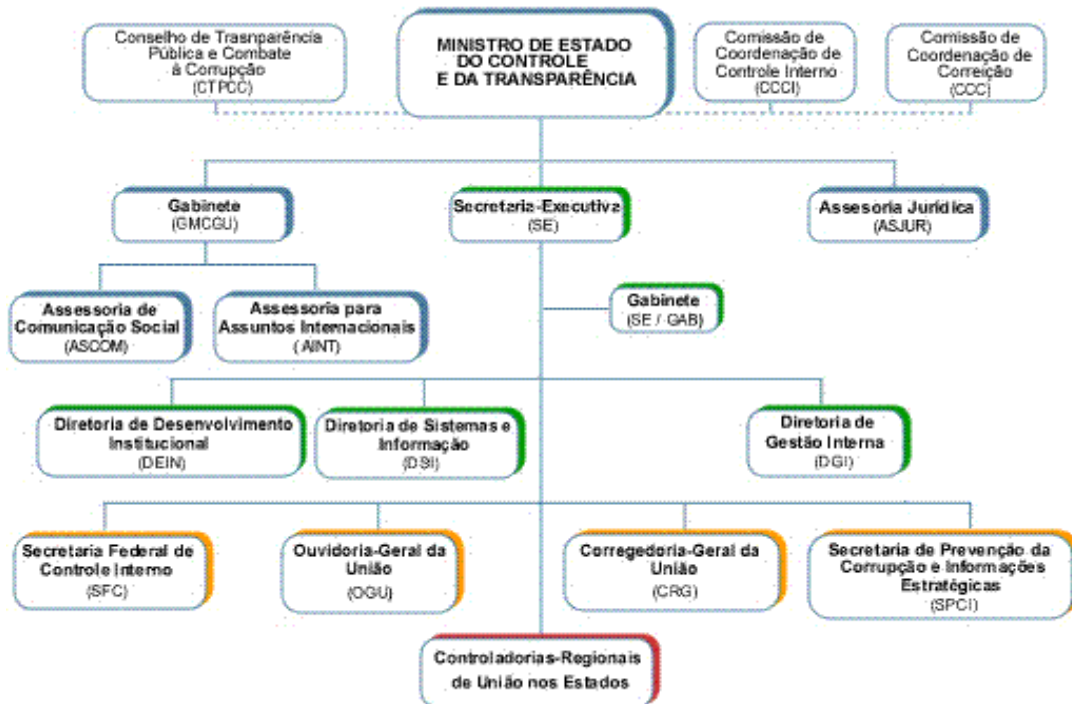 Conselho de Trasnparência
Pública e Combate
à Corrupção
(CTPCC)
MINISTRO DE ESTADO
DO CONTROLE
E DA TRANSPARÊNCIA
Comissão de
Coordenação de
Controle Interno
(CCCI)
Comissão de
Coordenação de
Correição
(CCC)
Gabinete
(GMCGU)
Secretaria-Executiva
(SE)
Assesoria Jurídica
(ASJUR)
Assessoria de
Comunicação Social
(ASCOM)
Assessoria para
Assuntos Internacionais
( AINT)
Gabinete
(SE / GAB)
Diretoria de Desenvolvimento
Institucional
(DEIN)
Diretoria de Sistemas e
Informação
(DSI)
Diretoria de
Gestão Interna
(DGI)
Secretaria Federal de
Controle Interno
(SFC)
Ouvidoria-Geral da
União
(OGU)
Corregedoria-Geral da
União
(CRG)
Secretaria de Prevenção da
Corrupção e Informações
Estratégicas
(SPCI)
Controladorias-Regionais
de União nos Estados